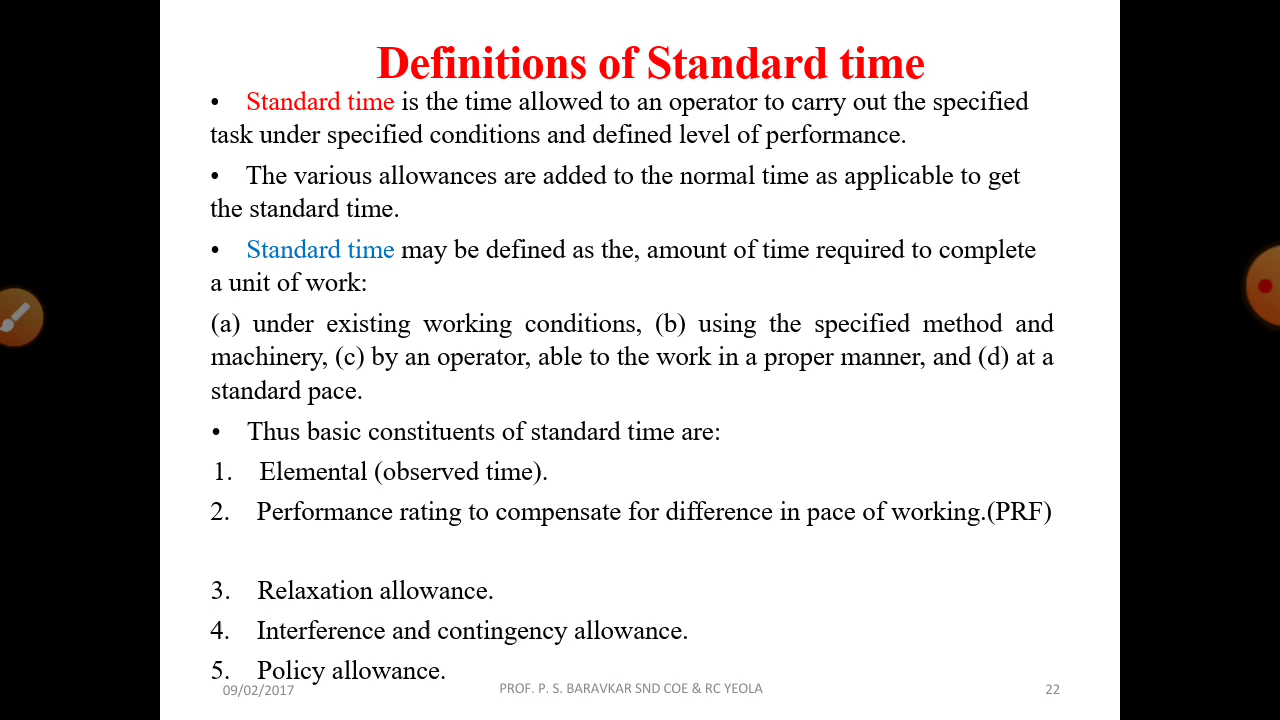 Definitions of Standard time
• Standard time is the time allowed to an operator to carry out the specified
task under specified conditions and defined level of performance.
• The various allowances are added to the normal time as applicable to get
the standard time.
• Standard time may be defined as the, amount of time required to complete
a unit of work:
(a) under existing working conditions, (b) using the specified method and
machinery, (c) by an operator, able to the work in a proper manner, and (d) at a
standard pace.
• Thus basic constituents of standard time are:
1. Elemental (observed time).
2. Performance rating to compensate for difference in pace of working.(PRF)
3. Relaxation allowance.
4. Interference and contingency allowance.
5. Policy allowance.
09/02/2017 PROF. P. S. BARAVKAR SND COE & RC YEOLA 22